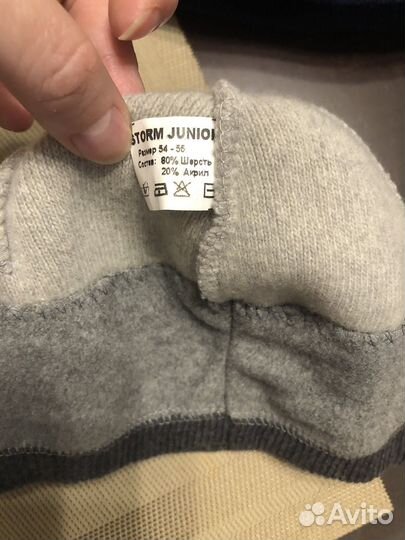 STORM JUNIOR
Размер 54 - 56
Состав: 80% Шерсть
20% Акрил
Avito